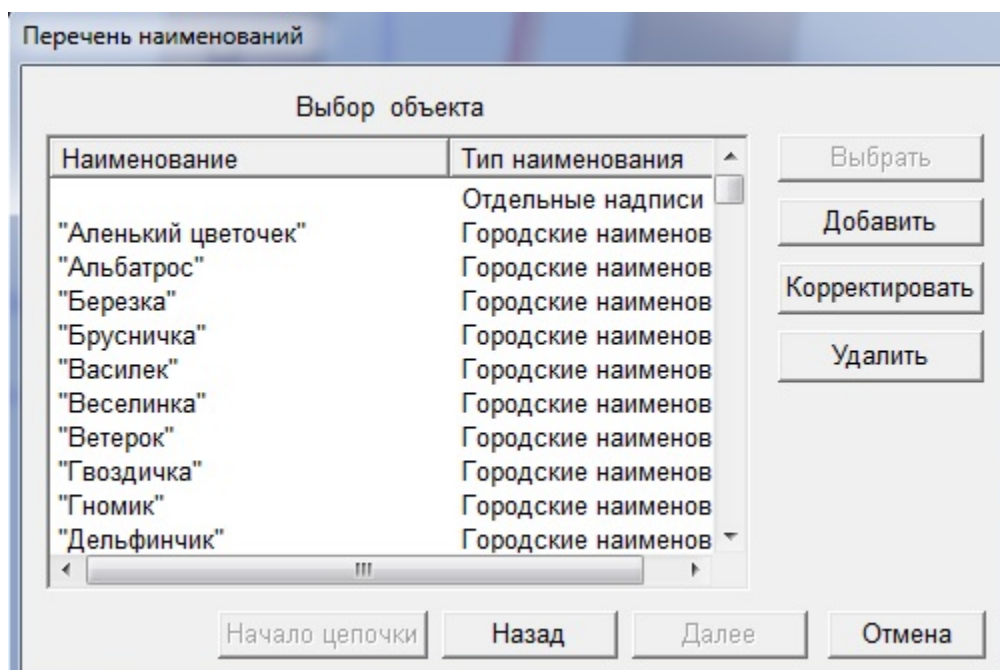 Перечень наименований
Выбор объекта
Наименование Тип наименования Выбрать
Отдельные надписи
"Аленький цветочек" Городские наименов Добавить
"Альбатрос" Городские наименов
"Березка" Городские наименов Корректировать
"Брусничка" Городские наименов
"Василек" Городские наименов Удалить
"Веселинка" Городские наименов
"Ветерок" Городские наименов
"Гвоздичка" Городские наименов
"Гномик" Городские наименов
"Дельфинчик" Городские наименов
Начало цепочки Назад Далее Отмена